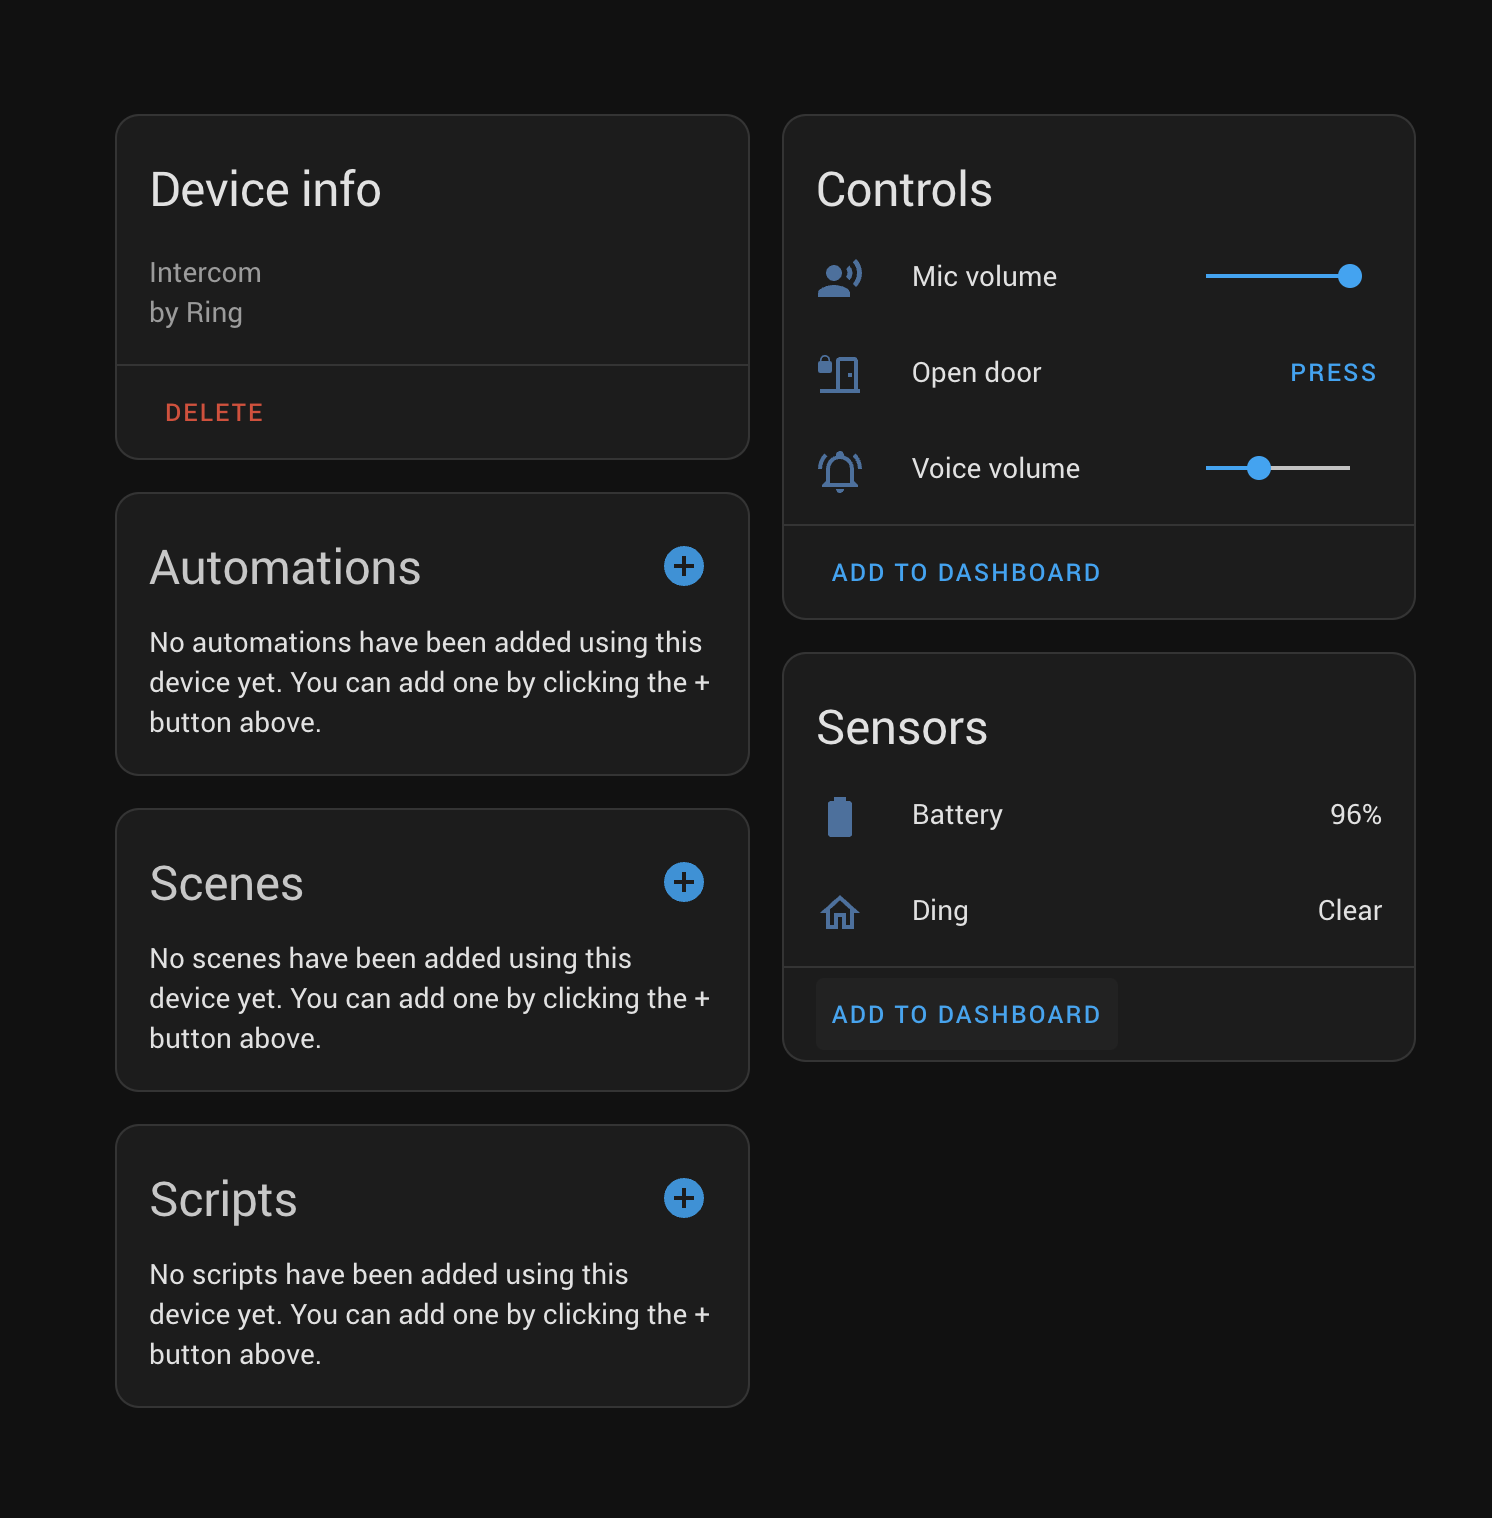 Device info
Intercom
by Ring
DELETE
Automations
No automations have been added using this
device yet. You can add one by clicking the +
button above.
Scenes
No scenes have been added using this
device yet. You can add one by clicking the +
button above.
Scripts
No scripts have been added using this
device yet. You can add one by clicking the +
button above.
Controls
Mic volume
Open door PRESS
Voice volume
ADD TO DASHBOARD
Sensors
Battery 96%
Ding Clear
ADD TO DASHBOARD